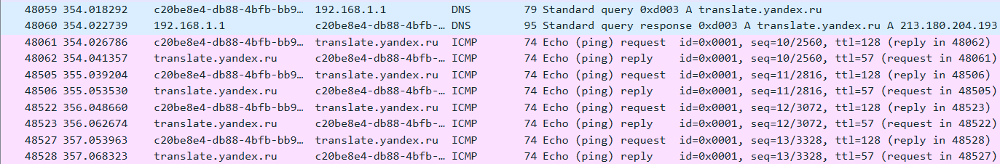 48059 354.018292 c20be8e4-db88-4bfb-bb9… 192.168.1.1 DNS 79 Standard query 0xd003 A translate.yandex.ru
48060 354.022739 192.168.1.1 c20be8e4-db88-4bfb-… DNS 95 Standard query response 0xd003 A translate.yandex.ru A 213.180.204.193
48061 354.026786 c20be8e4-db88-4bfb-bb9… translate.yandex.ru ICMP 74 Echo (ping) request id=0x0001, seq=10/2560, ttl=128 (reply in 48062)
48062 354.041357 translate.yandex.ru c20be8e4-db88-4bfb-… ICMP 74 Echo (ping) reply id=0x0001, seq=10/2560, ttl=57 (request in 48061)
48505 355.039204 c20be8e4-db88-4bfb-bb9… translate.yandex.ru ICMP 74 Echo (ping) request id=0x0001, seq=11/2816, ttl=128 (reply in 48506)
48506 355.053530 translate.yandex.ru c20be8e4-db88-4bfb-… ICMP 74 Echo (ping) reply id=0x0001, seq=11/2816, ttl=57 (request in 48505)
48522 356.048660 c20be8e4-db88-4bfb-bb9… translate.yandex.ru ICMP 74 Echo (ping) request id=0x0001, seq=12/3072, ttl=128 (reply in 48523)
48523 356.062674 translate.yandex.ru c20be8e4-db88-4bfb-… ICMP 74 Echo (ping) reply id=0x0001, seq=12/3072, ttl=57 (request in 48522)
48527 357.053963 c20be8e4-db88-4bfb-bb9… translate.yandex.ru ICMP 74 Echo (ping) request id=0x0001, seq=13/3328, ttl=128 (reply in 48528)
48528 357.068323 translate.yandex.ru c20be8e4-db88-4bfb-… ICMP 74 Echo (ping) reply id=0x0001, seq=13/3328, ttl=57 (request in 48527)